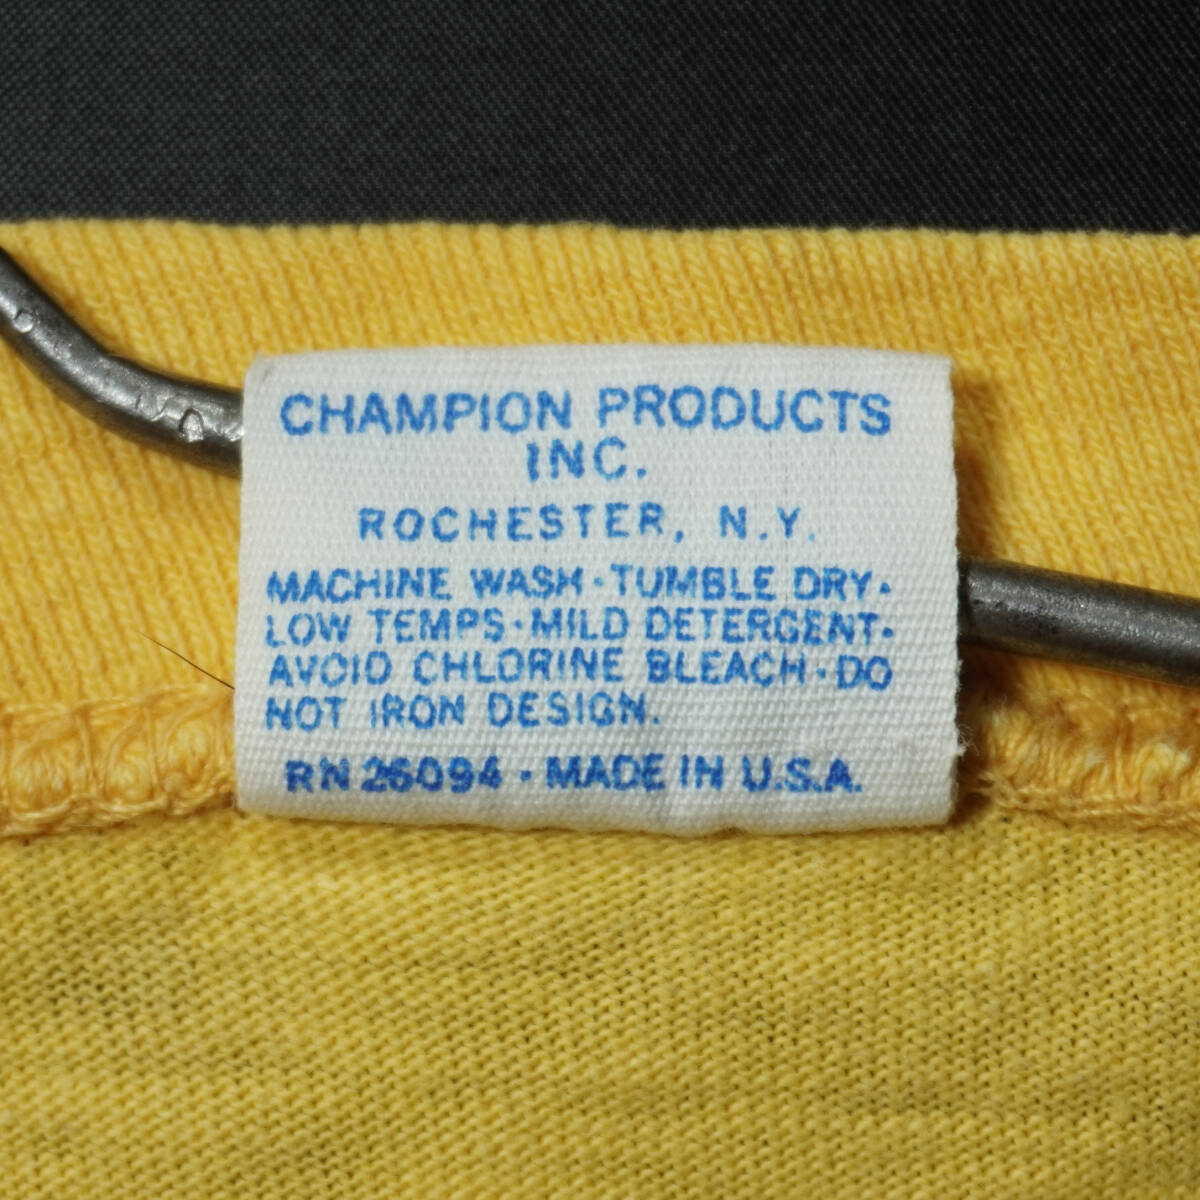 CHAMPION PRODUCTS
INC.
ROCHESTER, N.Y.
MACHINE WASH · TUMBLE DRY ·
LOW TEMPS · MILD DETERGENT ·
AVOID CHLORINE BLEACH · DO
NOT IRON DESIGN.
RN 26094 · MADE IN U.S.A.